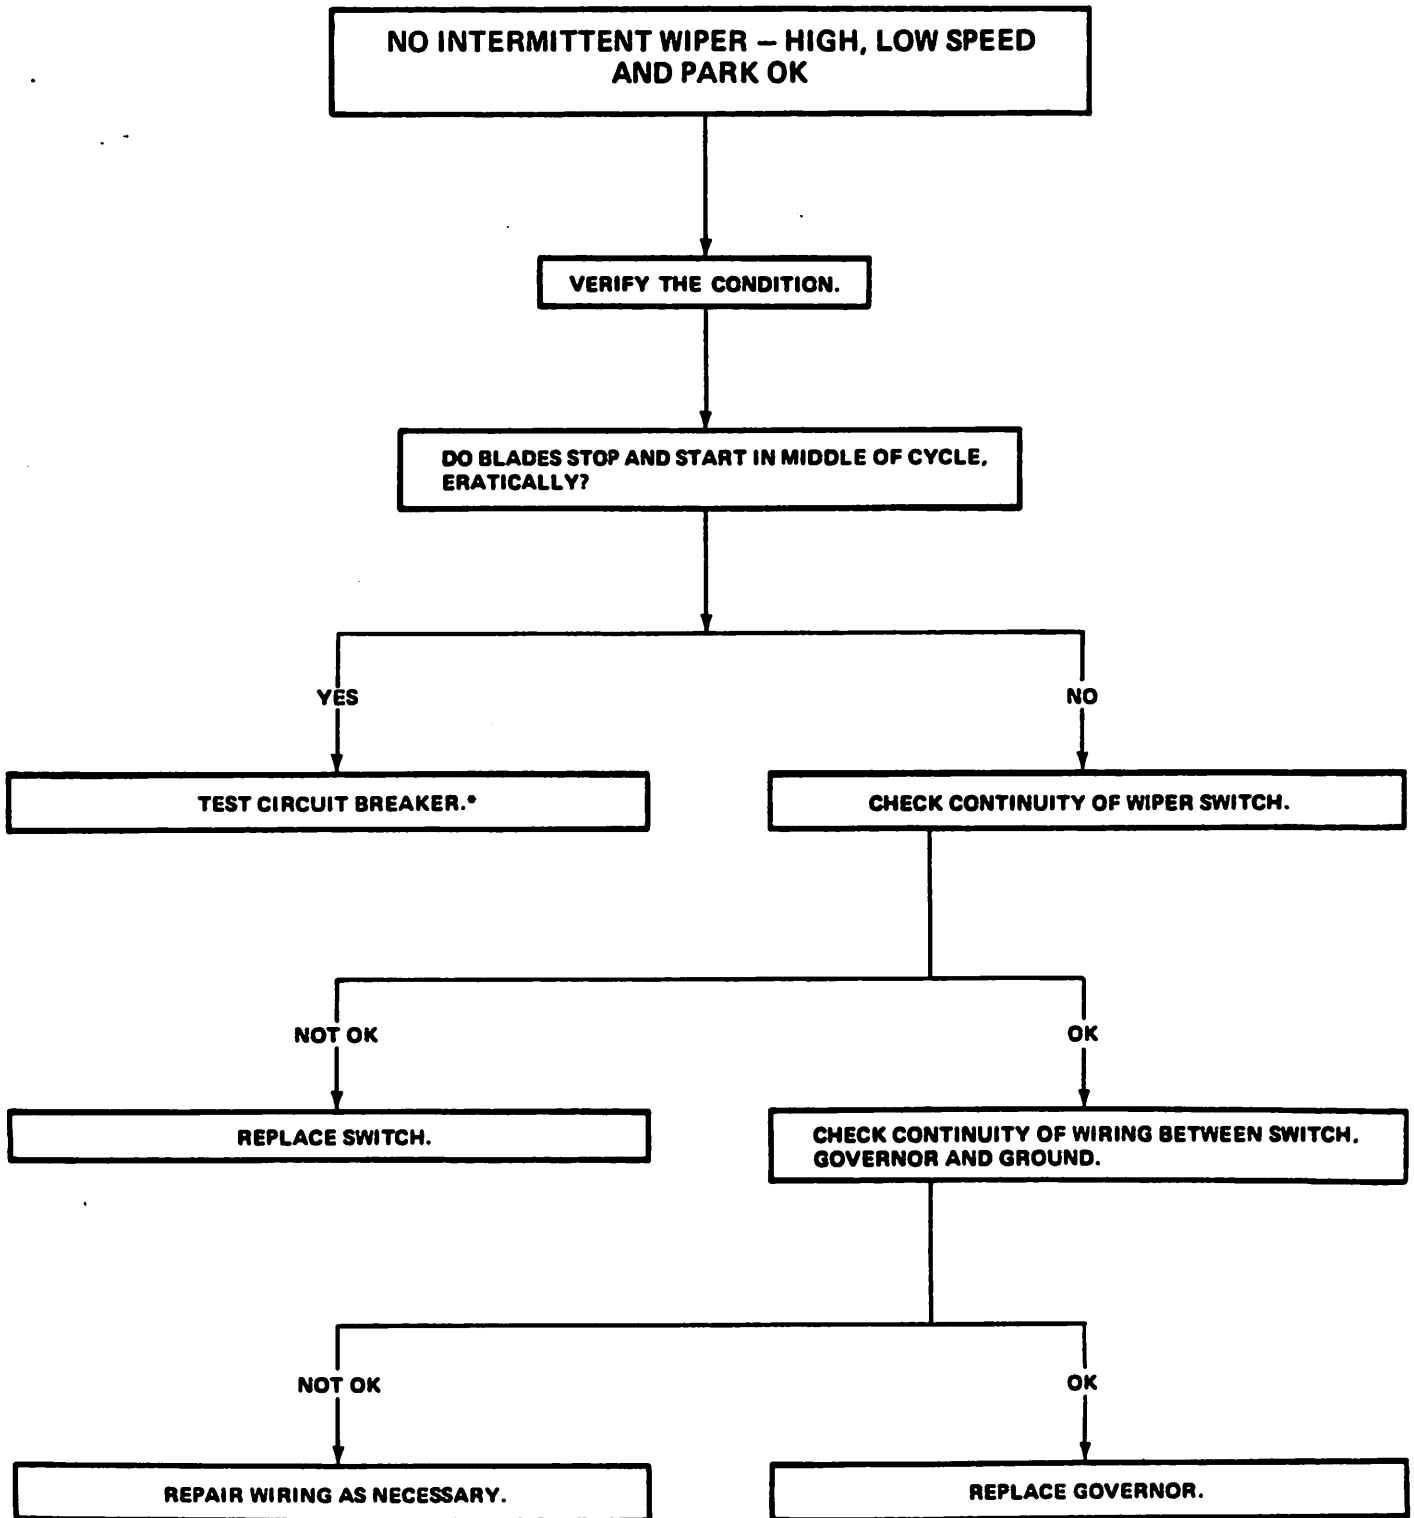 NO INTERMITTENT WIPER – HIGH, LOW SPEED
AND PARK OK
VERIFY THE CONDITION.
DO BLADES STOP AND START IN MIDDLE OF CYCLE,
ERATICALLY?
YES
NO
TEST CIRCUIT BREAKER.*
CHECK CONTINUITY OF WIPER SWITCH.
NOT OK
OK
REPLACE SWITCH.
CHECK CONTINUITY OF WIRING BETWEEN SWITCH,
GOVERNOR AND GROUND.
NOT OK
OK
REPAIR WIRING AS NECESSARY.
REPLACE GOVERNOR.